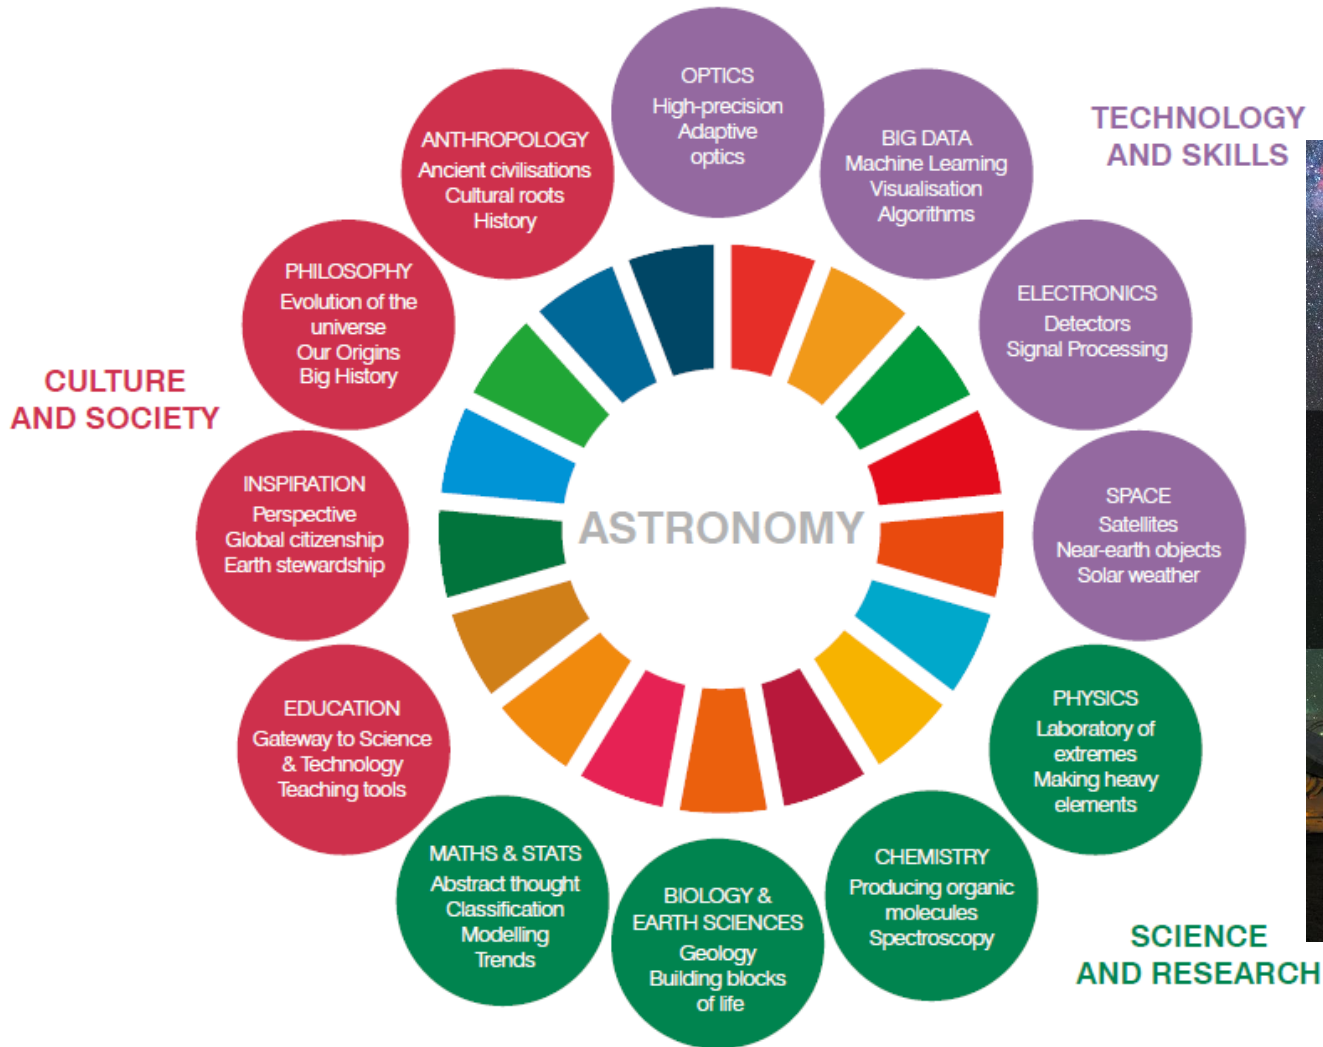 OPTICS
High-precision
Adaptive
optics
BIG DATA
Machine Learning
Visualisation
Algorithms
TECHNOLOGY
AND SKILLS
ELECTRONICS
Detectors
Signal Processing
SPACE
Satellites
Near-earth objects
Solar weather
PHYSICS
Laboratory of
extremes
Making heavy
elements
CHEMISTRY
Producing organic
molecules
Spectroscopy
SCIENCE
AND RESEARCH
BIOLOGY &
EARTH SCIENCES
Geology
Building blocks
of life
MATHS & STATS
Abstract thought
Classification
Modelling
Trends
EDUCATION
Gateway to Science
& Technology
Teaching tools
INSPIRATION
Perspective
Global citizenship
Earth stewardship
CULTURE
AND SOCIETY
PHILOSOPHY
Evolution of the
universe
Our Origins
Big History
ANTHROPOLOGY
Ancient civilisations
Cultural roots
History
ASTRONOMY